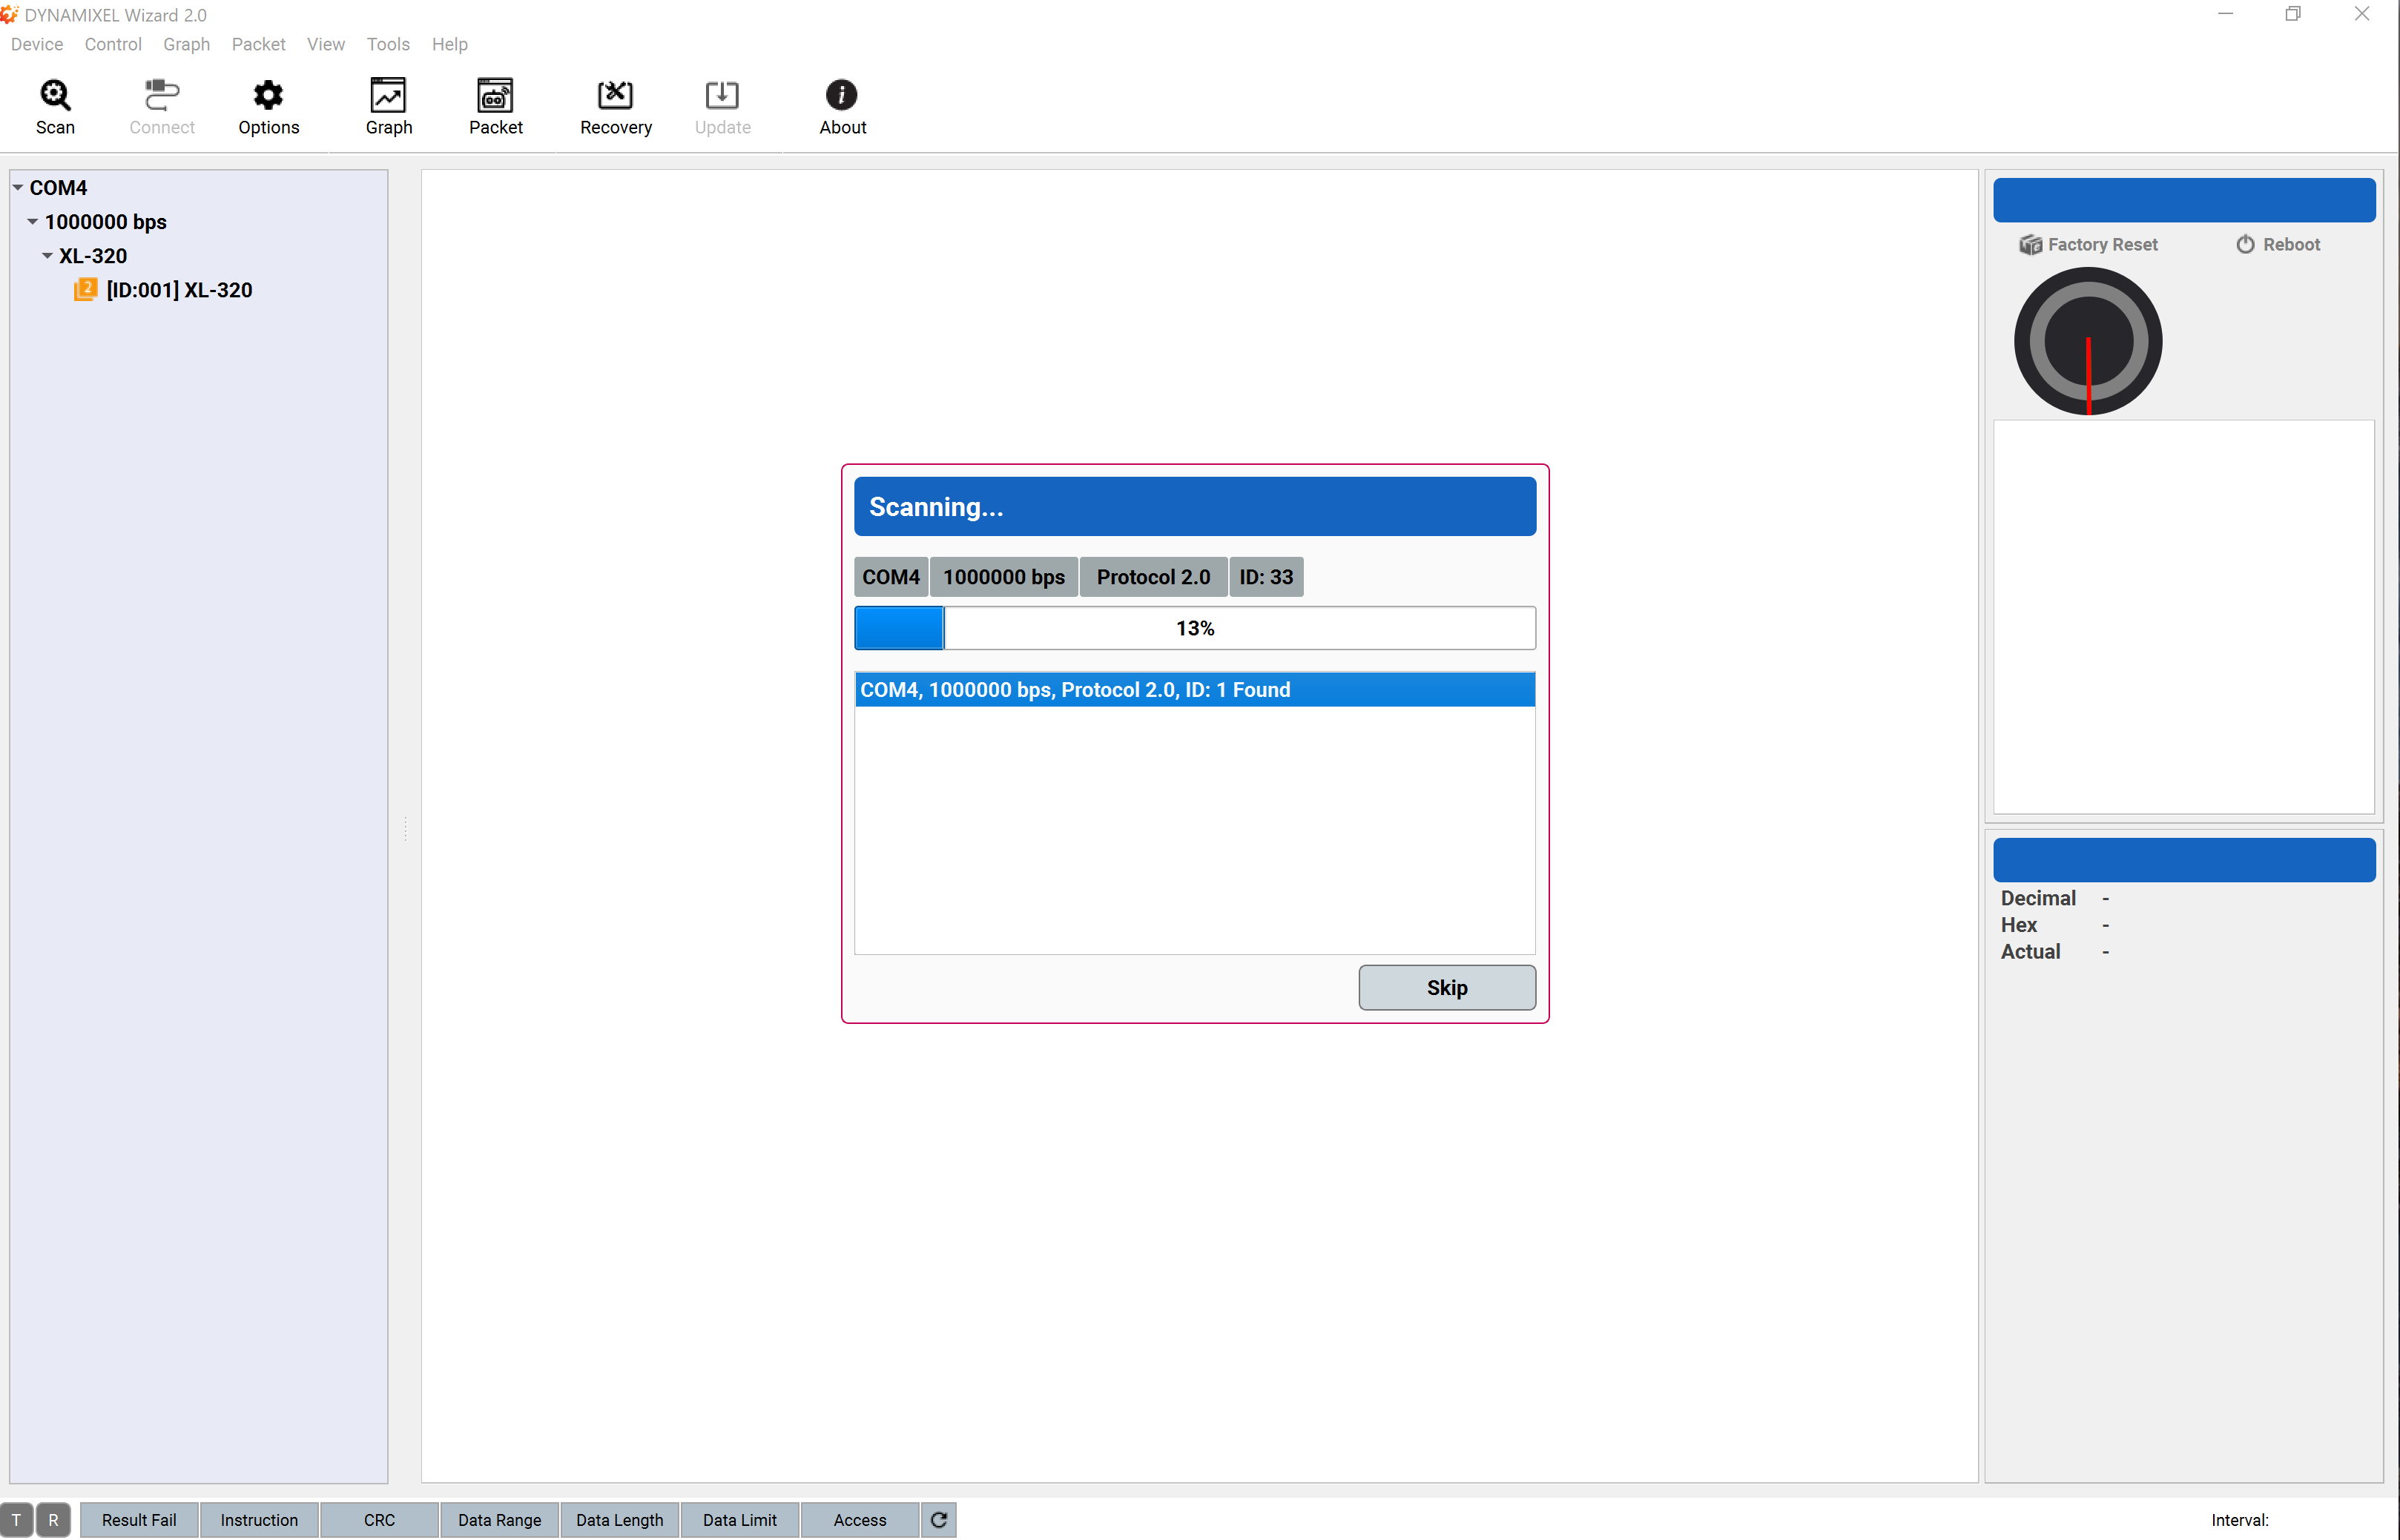 DYNAMIXEL Wizard 2.0
Device Control Graph Packet View Tools Help
Scan Connect Options Graph Packet Recovery Update About
COM4
1000000 bps
XL-320
2 [ID:001] XL-320
Scanning...
COM4 1000000 bps Protocol 2.0 ID: 33
13%
COM4, 1000000 bps, Protocol 2.0, ID: 1 Found
Skip
Factory Reset Reboot
Decimal -
Hex -
Actual -
T R Result Fail Instruction CRC Data Range Data Length Data Limit Access Interval: